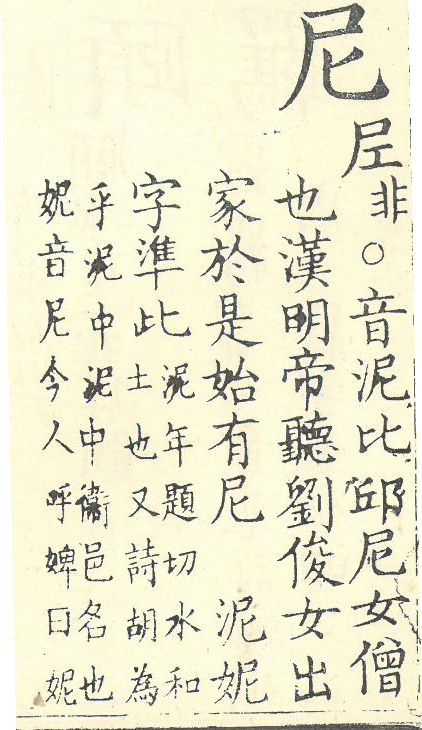 尼
非○音泥比邱尼女僧
也漢明帝聽劉俊女出
家於是始有尼 泥妮
字準此
泥年題切水和
土也又詩胡為
乎泥中泥中衞邑名也
妮音尼今人呼婢曰妮